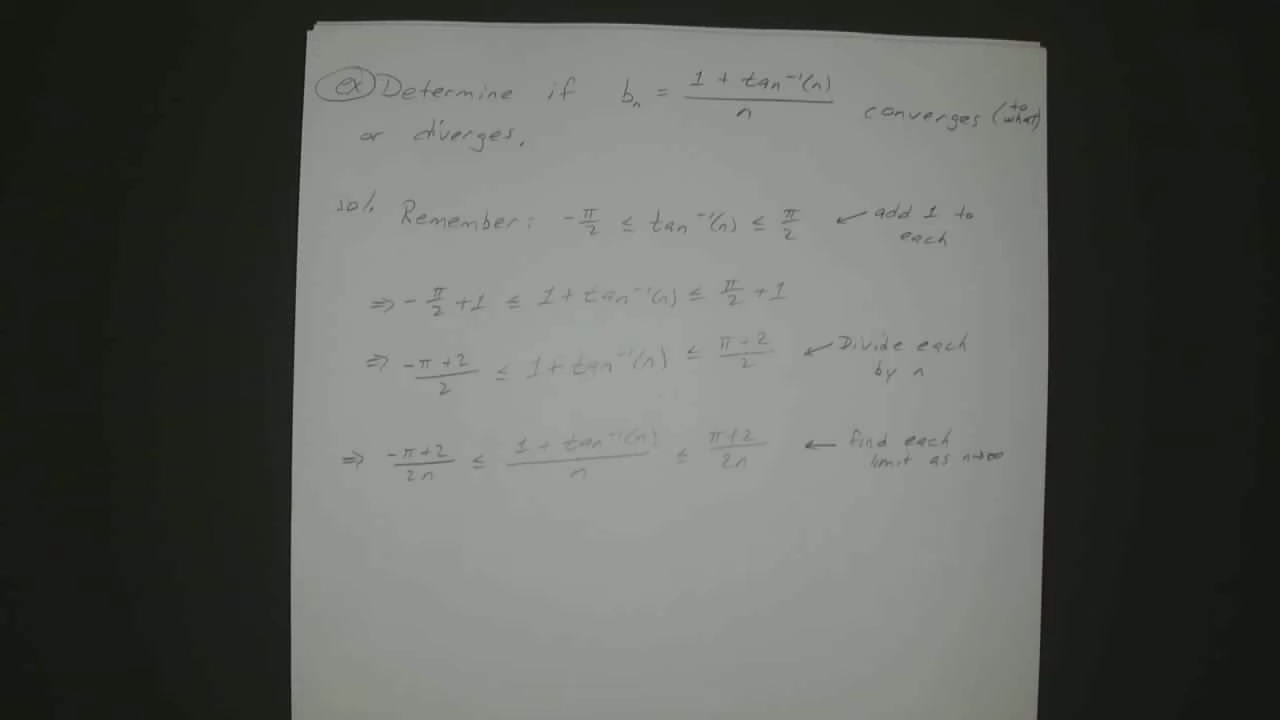 ex Determine if bₙ = (1 + tan⁻¹(n))/n converges (to what)
or diverges.
sol. Remember: -π/2 ≤ tan⁻¹(n) ≤ π/2 ← add 1 to each
⇒ -π/2 + 1 ≤ 1 + tan⁻¹(n) ≤ π/2 + 1
⇒ (-π+2)/2 ≤ 1 + tan⁻¹(n) ≤ (π+2)/2 ← Divide each by n
⇒ (-π+2)/2n ≤ (1 + tan⁻¹(n))/n ≤ (π+2)/2n ← find each limit as n→∞